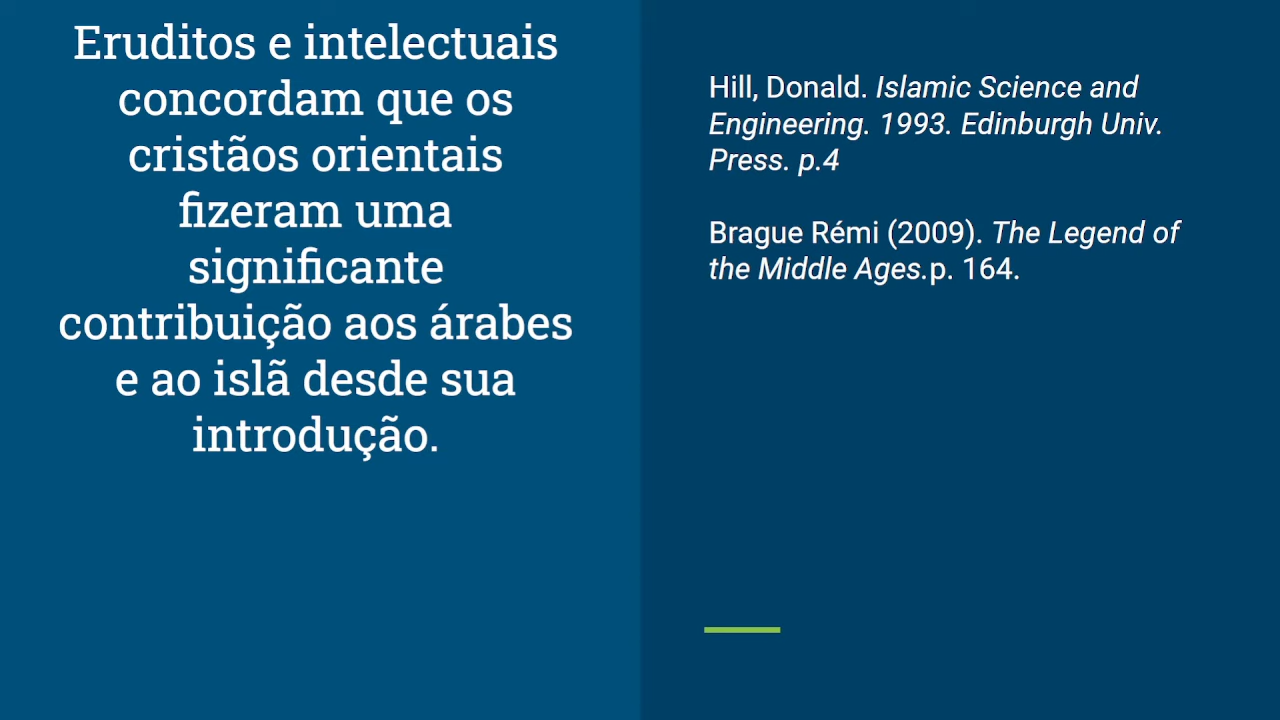 Eruditos e intelectuais
concordam que os
cristãos orientais
fizeram uma
significante
contribuição aos árabes
e ao islã desde sua
introdução.
Hill, Donald. Islamic Science and
Engineering. 1993. Edinburgh Univ.
Press. p.4
Brague Rémi (2009). The Legend of
the Middle Ages.p. 164.